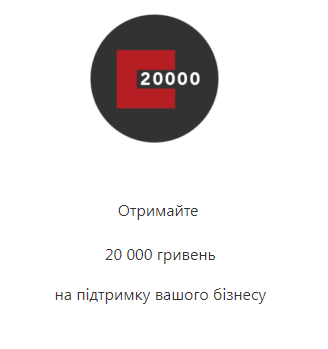 20000
Отримайте
20 000 гривень
на підтримку вашого бізнесу